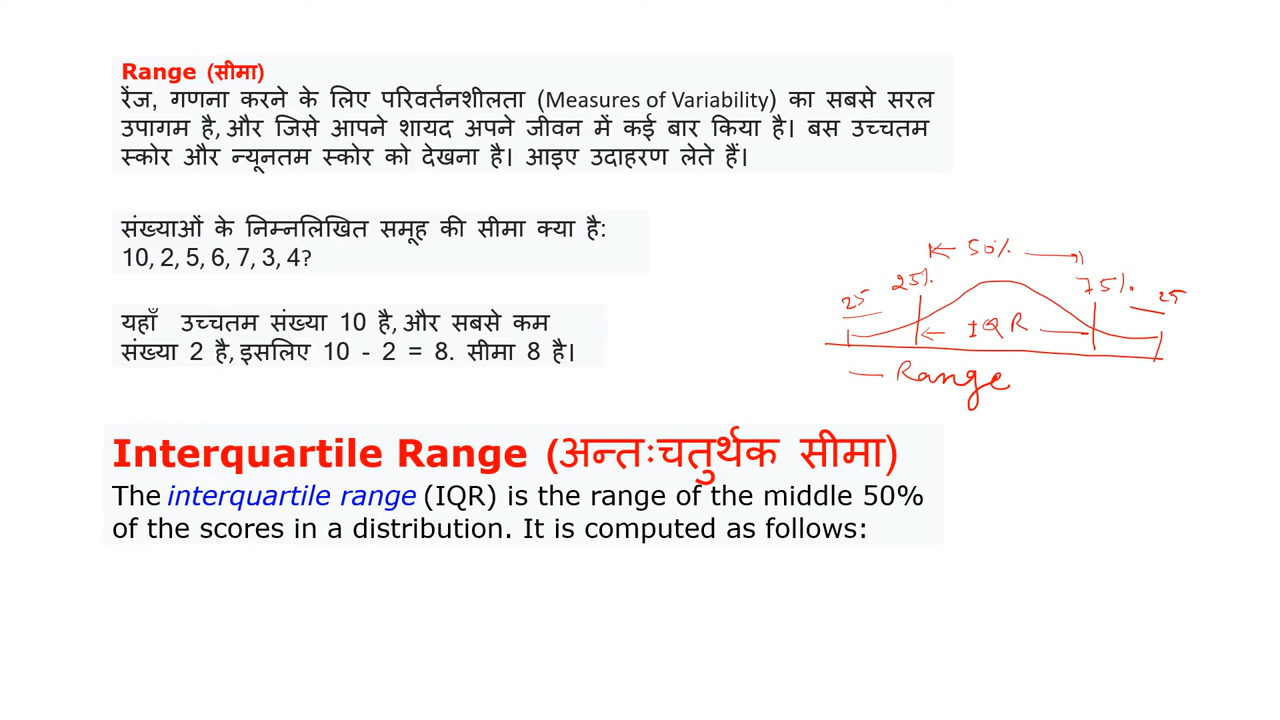 Range (सीमा)
रेंज, गणना करने के लिए परिवर्तनशीलता (Measures of Variability) का सबसे सरल
उपागम है, और जिसे आपने शायद अपने जीवन में कई बार किया है। बस उच्चतम
स्कोर और न्यूनतम स्कोर को देखना है। आइए उदाहरण लेते हैं।
संख्याओं के निम्नलिखित समूह की सीमा क्या है:
10, 2, 5, 6, 7, 3, 4?
यहाँ उच्चतम संख्या 10 है, और सबसे कम
संख्या 2 है, इसलिए 10 - 2 = 8. सीमा 8 है।
50%
25 25% 75%. 25
IQR
Range
Interquartile Range (अन्तःचतुर्थक सीमा)
The interquartile range (IQR) is the range of the middle 50%
of the scores in a distribution. It is computed as follows: